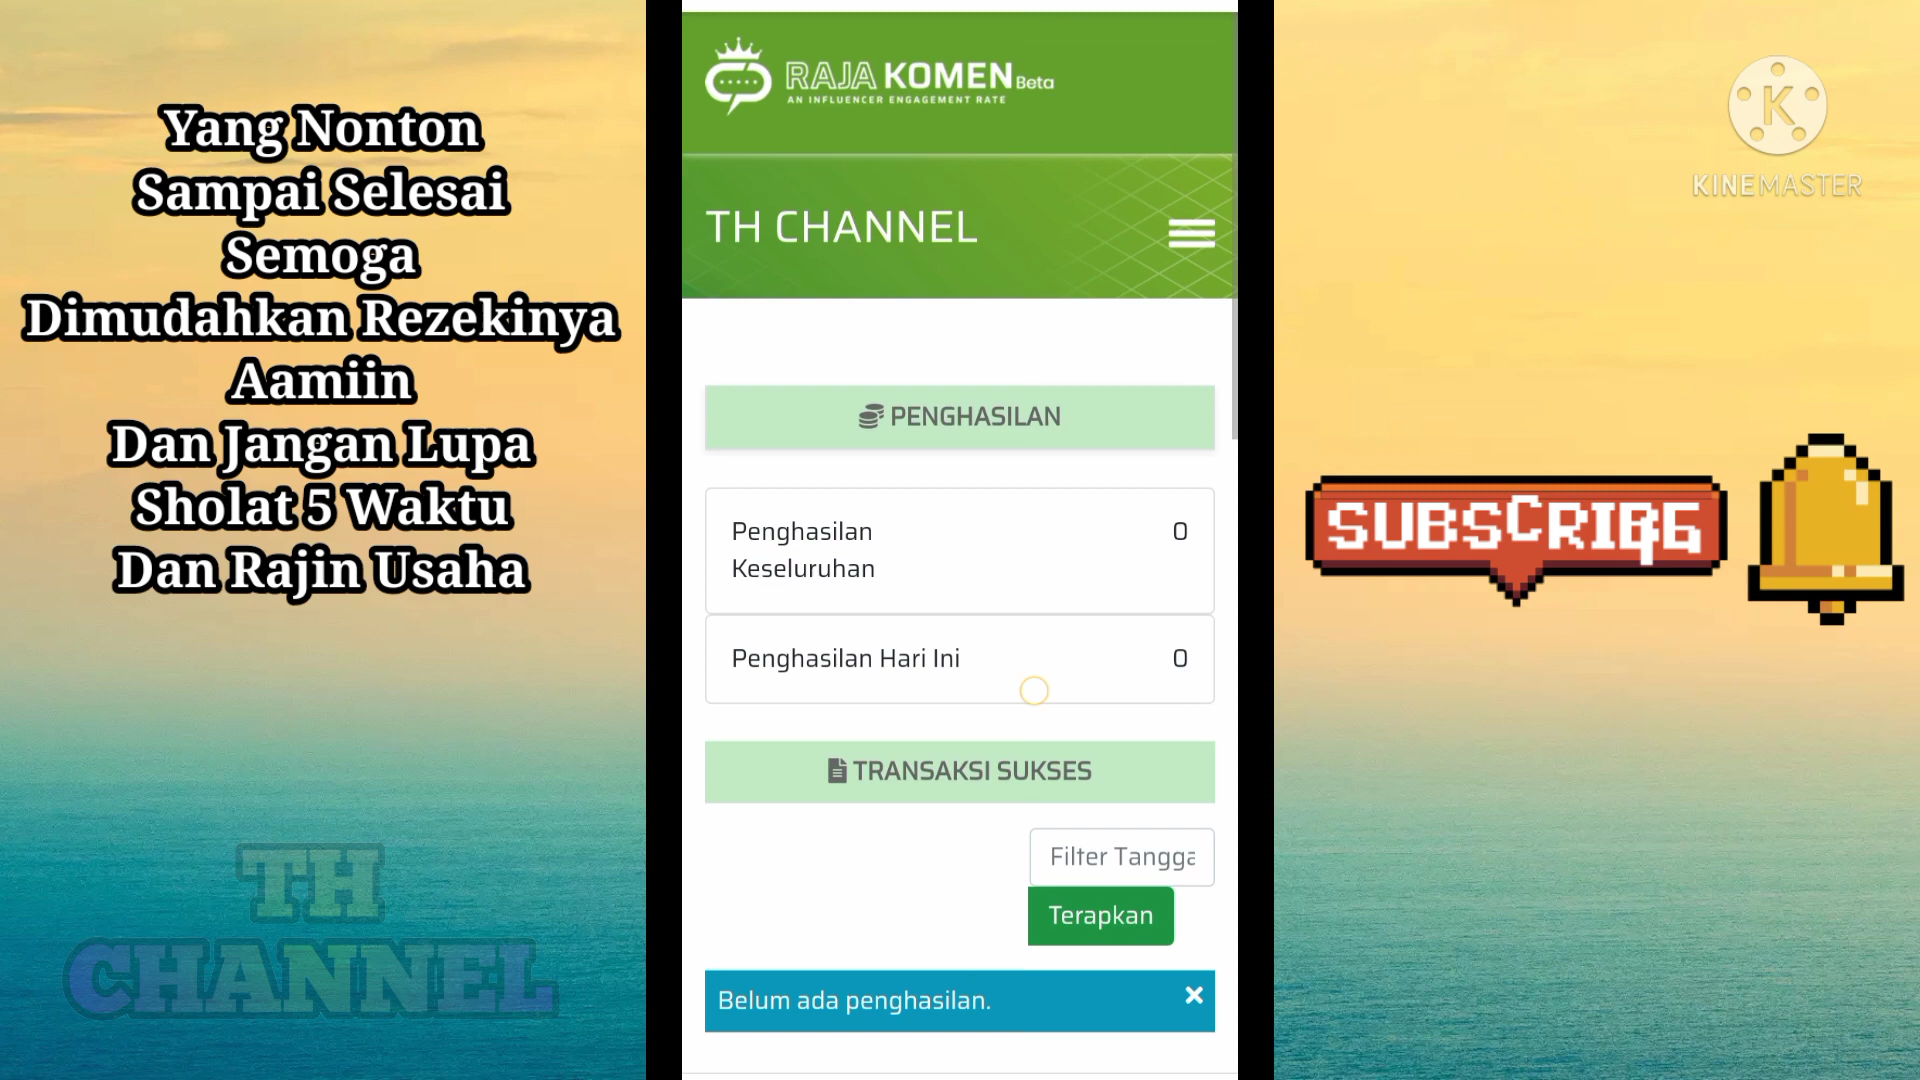 Yang Nonton
Sampai Selesai
Semoga
Dimudahkan Rezekinya
Aamiin
Dan Jangan Lupa
Sholat 5 Waktu
Dan Rajin Usaha
TH
CHANNEL
RAJA KOMEN Beta
AN INFLUENCER ENGAGEMENT RATE
TH CHANNEL
PENGHASILAN
Penghasilan 0
Keseluruhan
Penghasilan Hari Ini 0
TRANSAKSI SUKSES
Filter Tangga
Terapkan
Belum ada penghasilan.
K
KINEMASTER
SUBSCRIBE